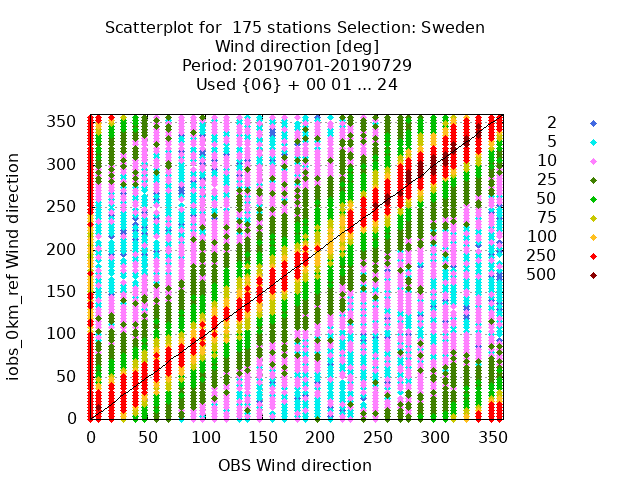 Scatterplot for  175 stations Selection: Sweden
Wind direction [deg]
Period: 20190701-20190729
Used {06} + 00 01 ... 24
350
300
250
200
150
100
50
0
0 50 100 150 200 250 300 350
iobs_0km_ref Wind direction
OBS Wind direction
2
5
10
25
50
75
100
250
500